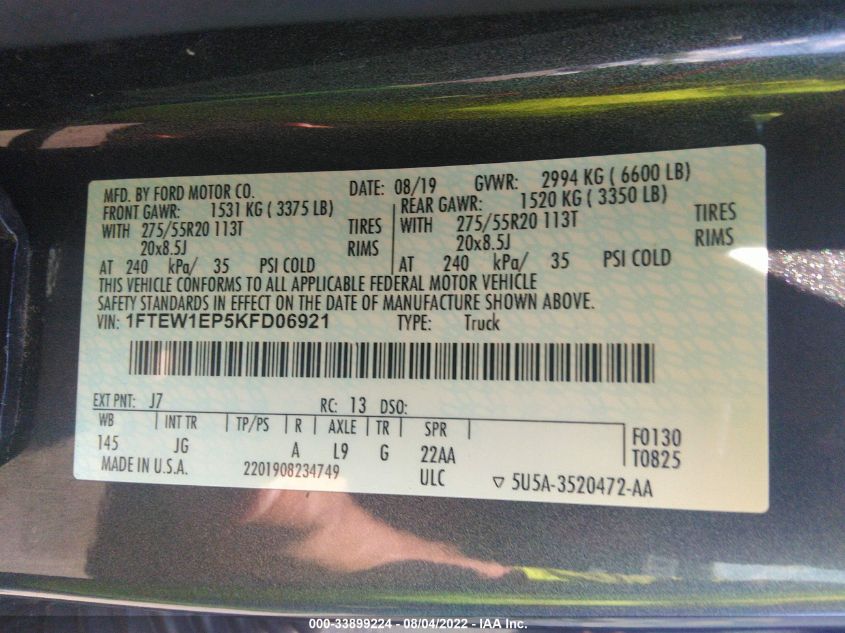 MFD. BY FORD MOTOR CO. DATE: 08/19 GVWR: 2994 KG ( 6600 LB)
FRONT GAWR: 1531 KG ( 3375 LB) REAR GAWR: 1520 KG ( 3350 LB)
WITH 275/55R20 113T TIRES WITH 275/55R20 113T TIRES
20x8.5J RIMS 20x8.5J RIMS
AT 240 kPa/ 35 PSI COLD AT 240 kPa/ 35 PSI COLD
THIS VEHICLE CONFORMS TO ALL APPLICABLE FEDERAL MOTOR VEHICLE
SAFETY STANDARDS IN EFFECT ON THE DATE OF MANUFACTURE SHOWN ABOVE.
VIN: 1FTEW1EP5KFD06921 TYPE: Truck
EXT PNT: J7 RC: 13 DSO:
WB INT TR TP/PS R AXLE TR SPR F0130
145 JG A L9 G 22AA T0825
MADE IN U.S.A. 2201908234749 ULC ▽ 5U5A-3520472-AA
000-33899224 - 08/04/2022 - IAA Inc.